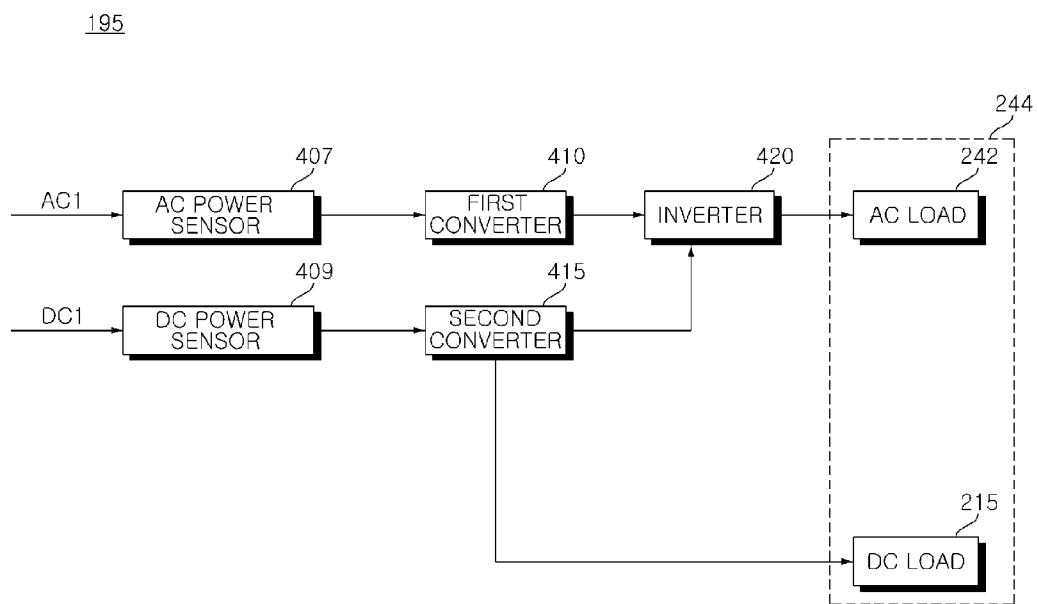 195
244
407
410
420
242
AC1
AC POWER
SENSOR
FIRST
CONVERTER
INVERTER
AC LOAD
409
415
DC1
DC POWER
SENSOR
SECOND
CONVERTER
215
DC LOAD